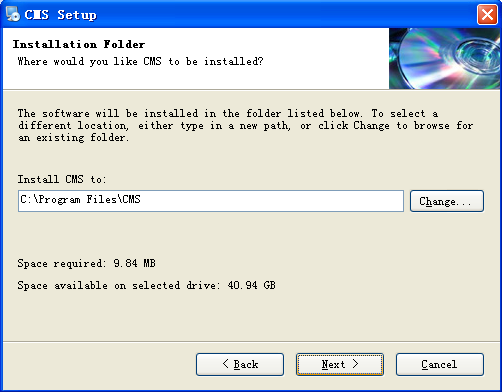 CMS Setup
Installation Folder
Where would you like CMS to be installed?
The software will be installed in the folder listed below. To select a
different location, either type in a new path, or click Change to browse for
an existing folder.
Install CMS to:
C:\Program Files\CMS
Change...
Space required: 9.84 MB
Space available on selected drive: 40.94 GB
< Back
Next >
Cancel